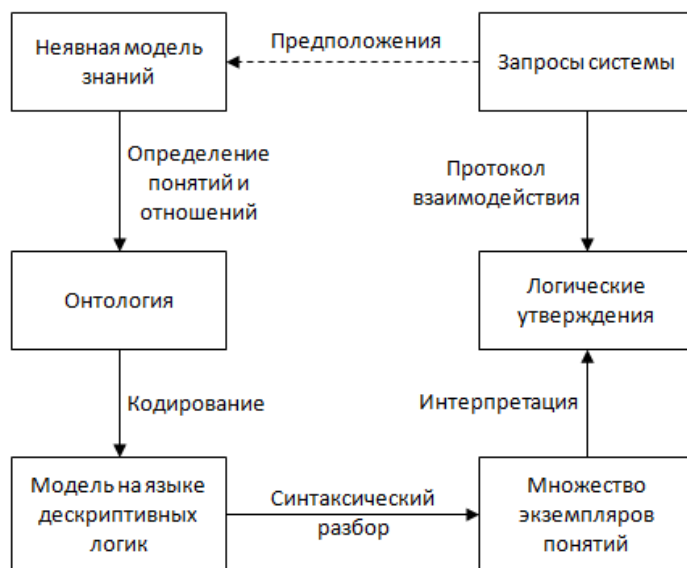 Неявная модель
знаний
Предположения
Запросы системы
Определение
понятий и
отношений
Протокол
взаимодействия
Онтология
Логические
утверждения
Кодирование
Интерпретация
Модель на языке
дескриптивных
логик
Синтаксический
разбор
Множество
экземпляров
понятий